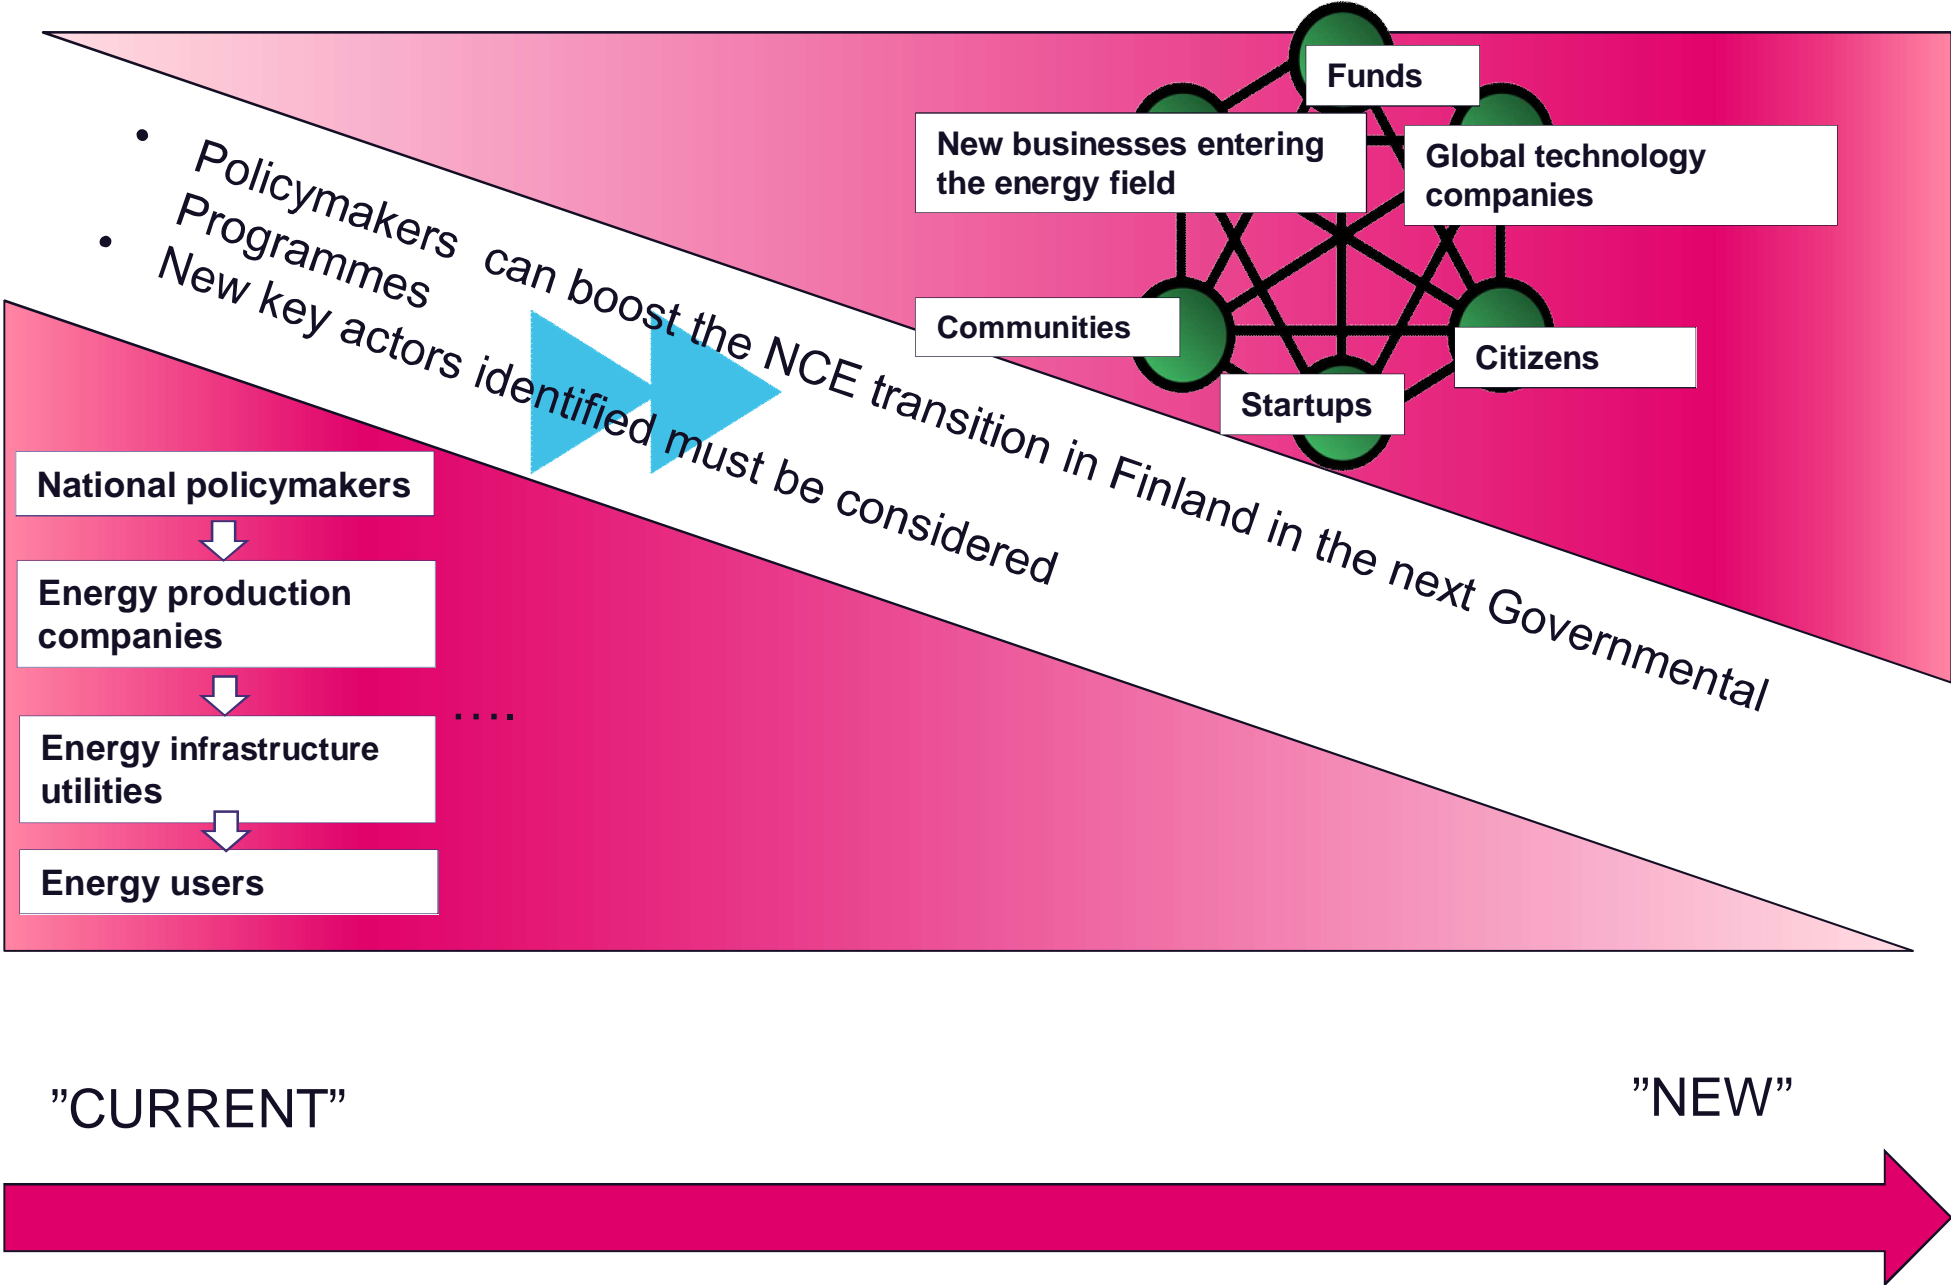 Funds
New businesses entering
the energy field
Global technology
companies
Communities
Citizens
Startups
• Policymakers can boost the NCE transition in Finland in the next Governmental
Programmes
• New key actors identified must be considered
National policymakers
Energy production
companies
....
Energy infrastructure
utilities
Energy users
”CURRENT”
”NEW”